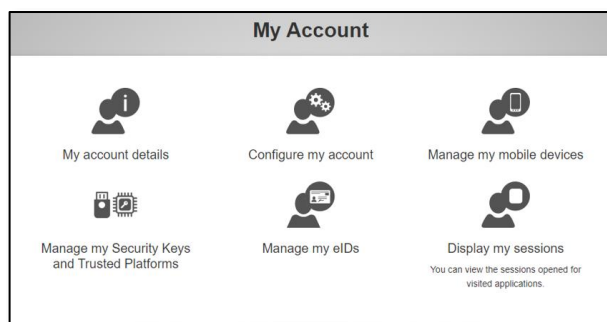 My Account
My account details
Configure my account
Manage my mobile devices
Manage my Security Keys
and Trusted Platforms
Manage my eIDs
Display my sessions
You can view the sessions opened for
visited applications.